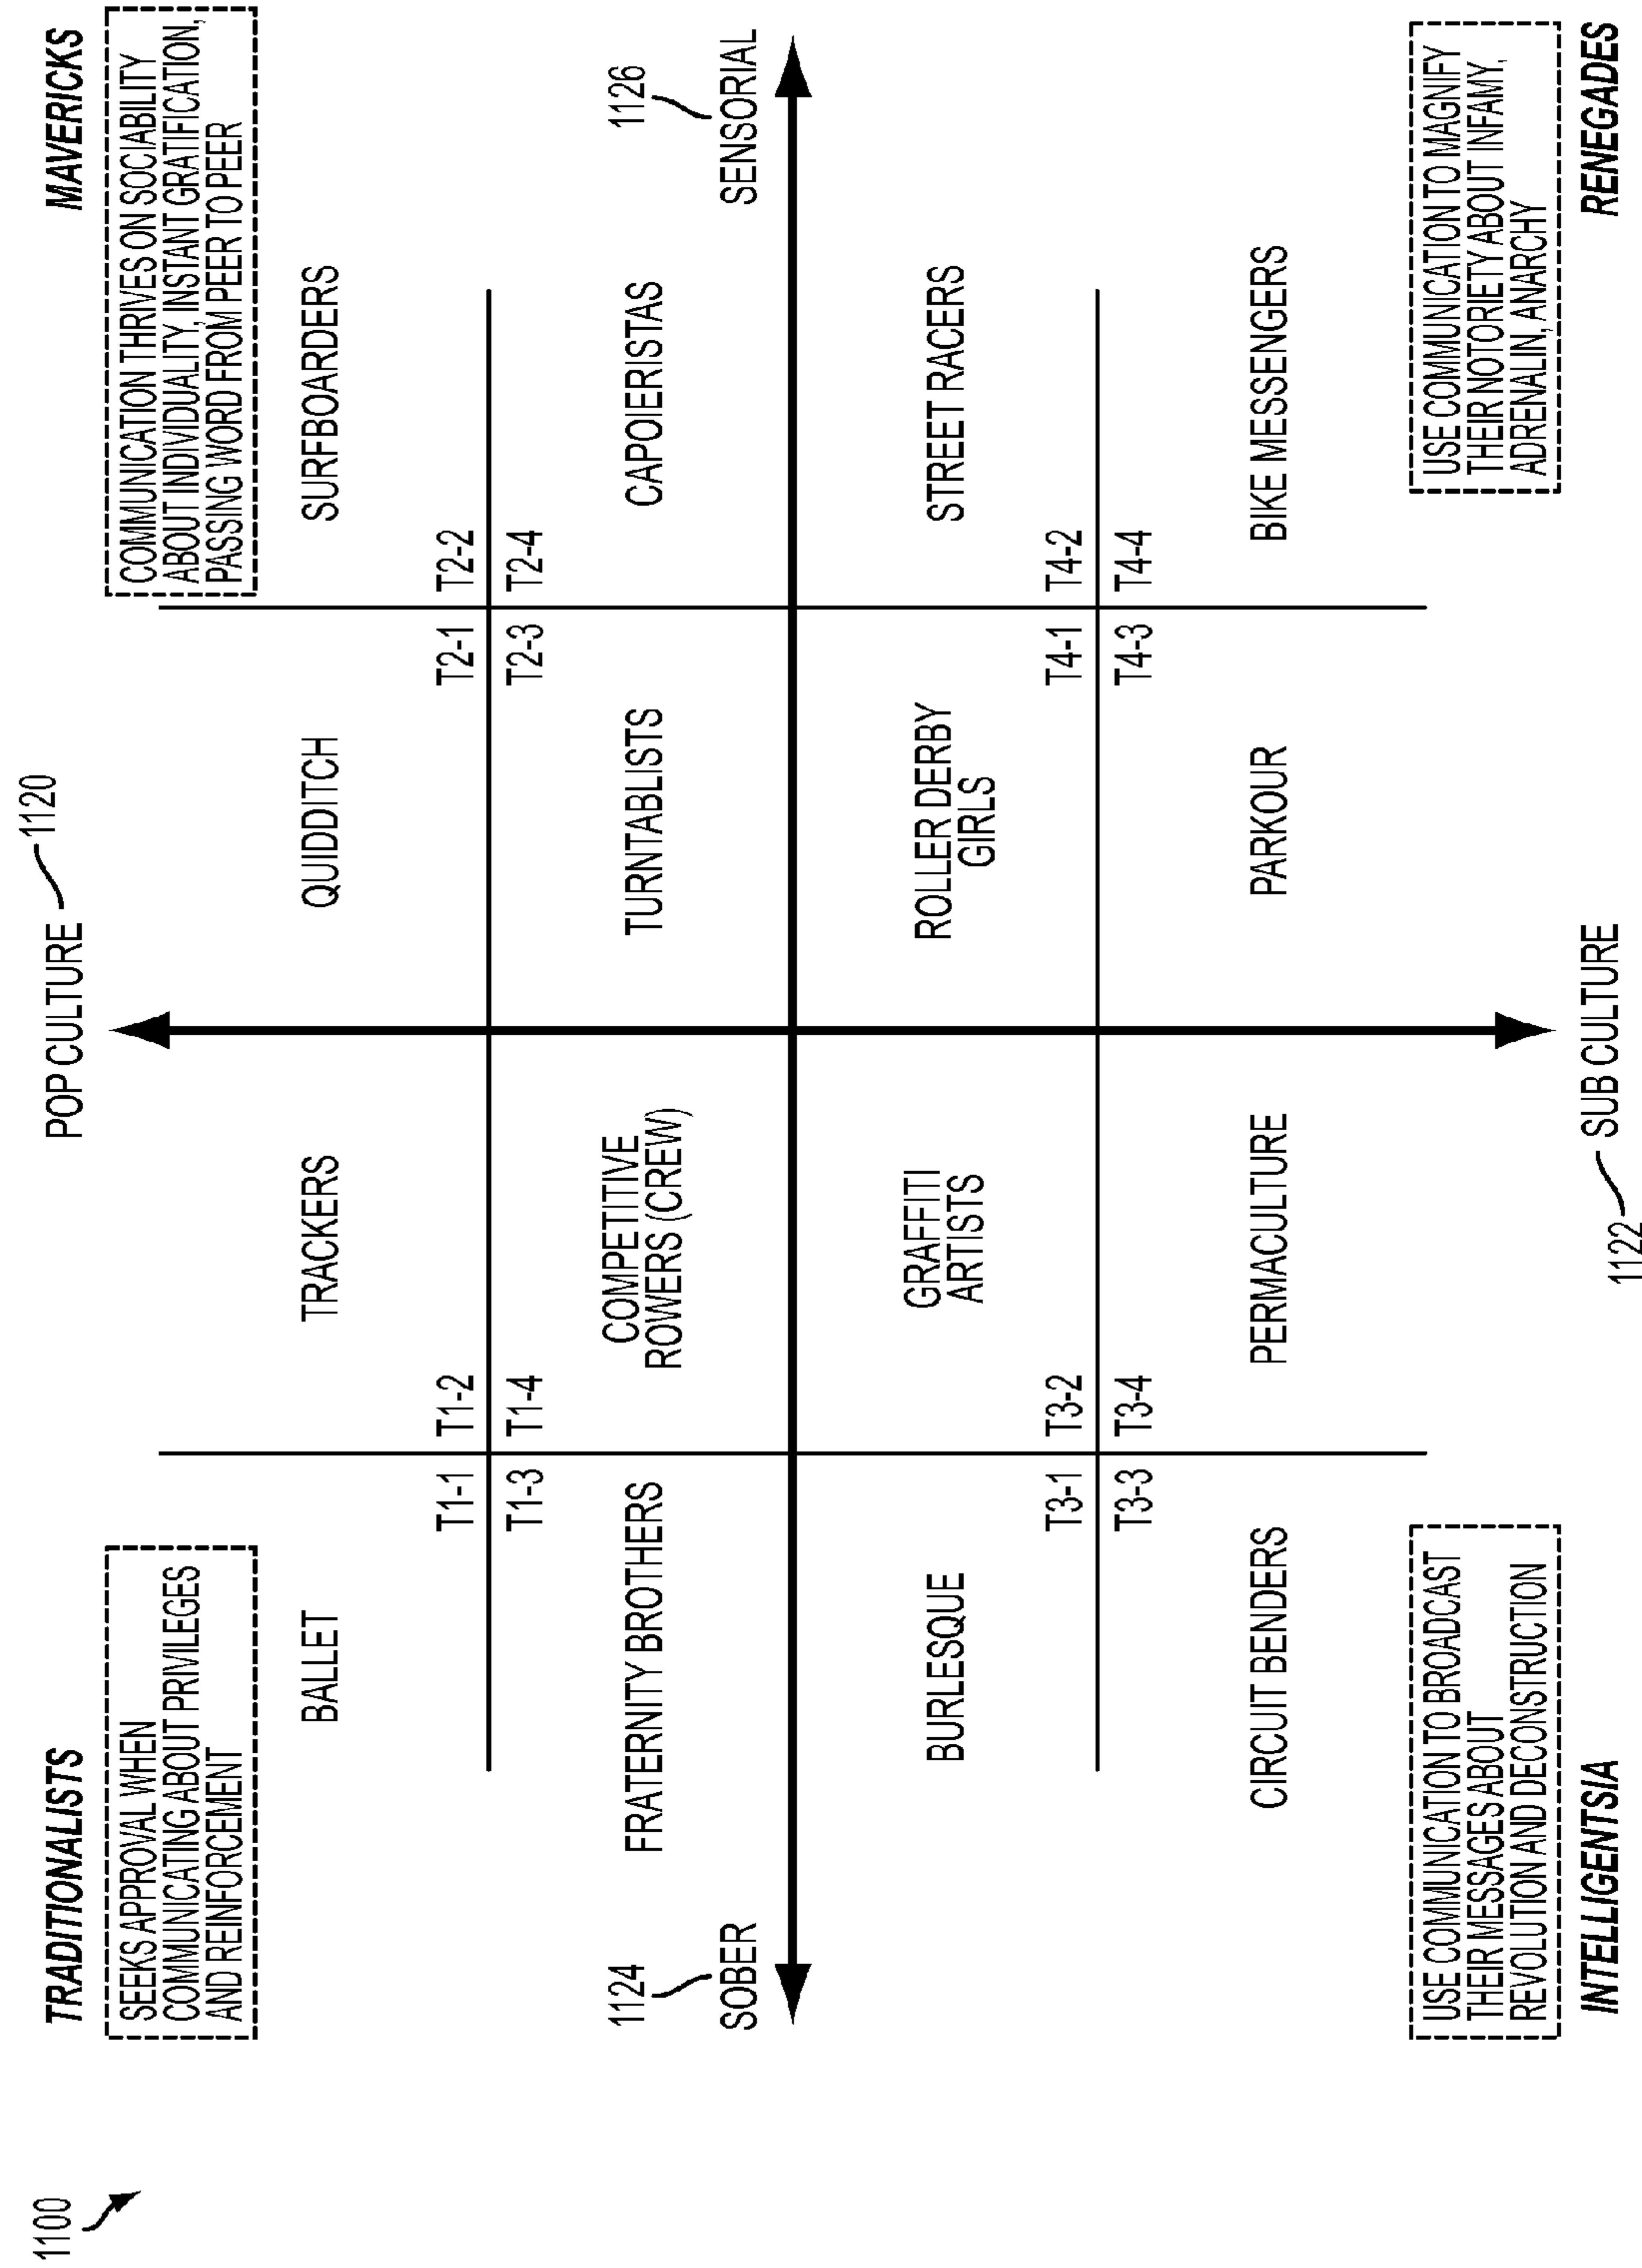 1100
TRADITIONALISTS
SEEKS APPROVAL WHEN
COMMUNICATING ABOUT PRIVILEGES
AND REINFORCEMENT
POP CULTURE
1120
MAVERICKS
COMMUNICATION THRIVES ON SOCIABILITY
ABOUT INDIVIDUALITY, INSTANT GRATIFICATION,
PASSING WORD FROM PEER TO PEER
BALLET
TRACKERS
QUIDDITCH
SURFBOARDERS
T1-1
T1-2
T2-1
T2-2
T1-3
T1-4
T2-3
T2-4
FRATERNITY BROTHERS
COMPETITIVE
ROWERS (CREW)
TURNTABLISTS
CAPOIERISTAS
1124
SOBER
1126
SENSORIAL
BURLESQUE
GRAFFITI
ARTISTS
ROLLER DERBY
GIRLS
STREET RACERS
T3-1
T3-2
T4-1
T4-2
T3-3
T3-4
T4-3
T4-4
CIRCUIT BENDERS
PERMACULTURE
PARKOUR
BIKE MESSENGERS
USE COMMUNICATION TO BROADCAST
THEIR MESSAGES ABOUT
REVOLUTION AND DECONSTRUCTION
INTELLIGENTSIA
1122
SUB CULTURE
USE COMMUNICATION TO MAGNIFY
THEIR NOTORIETY ABOUT INFAMY,
ADRENALIN, ANARCHY
RENEGADES